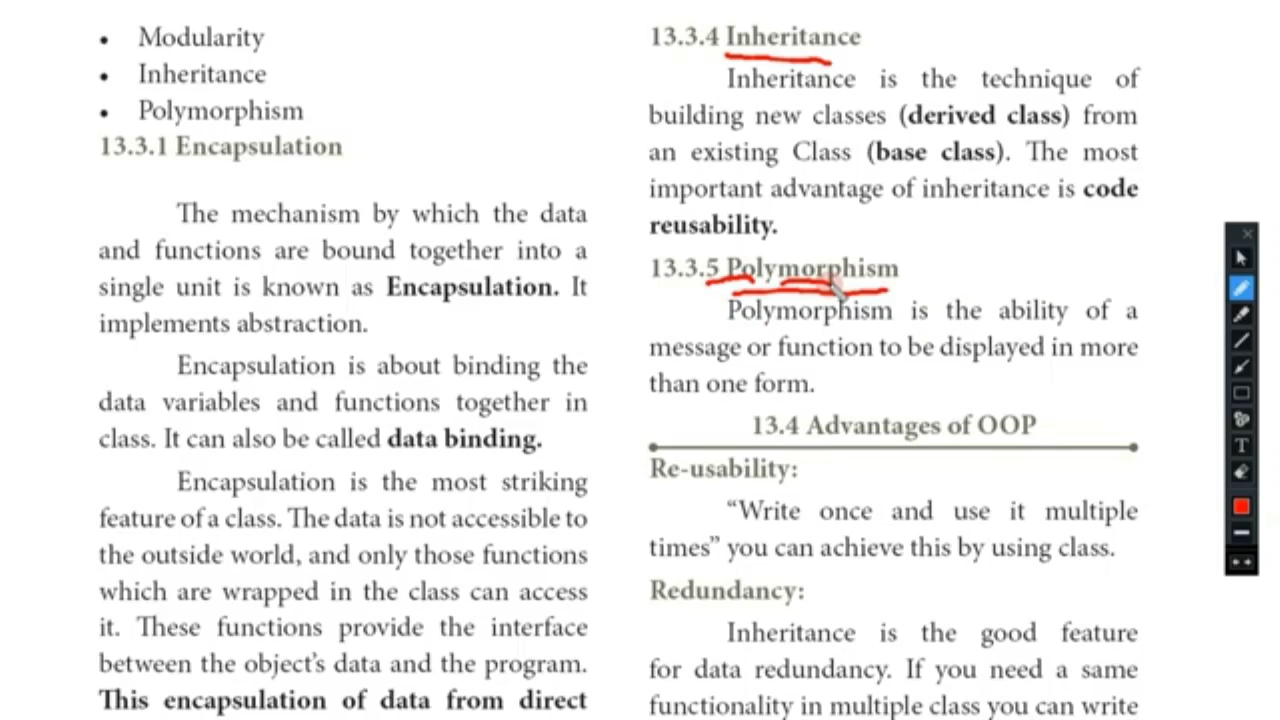 • Modularity
• Inheritance
• Polymorphism
13.3.1 Encapsulation
The mechanism by which the data
and functions are bound together into a
single unit is known as Encapsulation. It
implements abstraction.
Encapsulation is about binding the
data variables and functions together in
class. It can also be called data binding.
Encapsulation is the most striking
feature of a class. The data is not accessible to
the outside world, and only those functions
which are wrapped in the class can access
it. These functions provide the interface
between the object's data and the program.
This encapsulation of data from direct
13.3.4 Inheritance
Inheritance is the technique of
building new classes (derived class) from
an existing Class (base class). The most
important advantage of inheritance is code
reusability.
13.3.5 Polymorphism
Polymorphism is the ability of a
message or function to be displayed in more
than one form.
13.4 Advantages of OOP
Re-usability:
“Write once and use it multiple
times” you can achieve this by using class.
Redundancy:
Inheritance is the good feature
for data redundancy. If you need a same
functionality in multiple class you can write
T